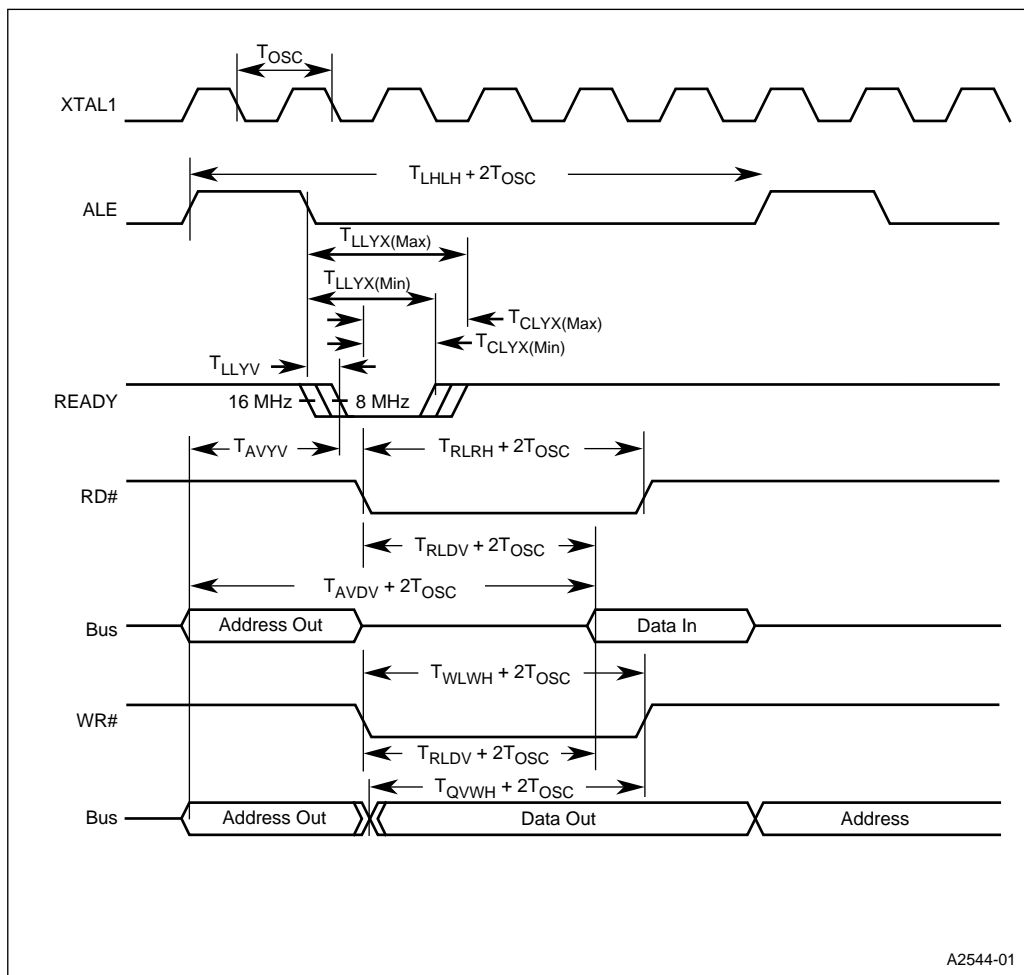 TOSC
XTAL1
TLHLH + 2TOSC
ALE
TLLYX(Max)
TLLYX(Min)
TCLYX(Max)
TCLYX(Min)
TLLYV
READY
16 MHz
8 MHz
TAVYV
TRLRH + 2TOSC
RD#
TRLDV + 2TOSC
TAVDV + 2TOSC
Bus
Address Out
Data In
TWLWH + 2TOSC
WR#
TRLDV + 2TOSC
TQVWH + 2TOSC
Bus
Address Out
Data Out
Address
A2544-01